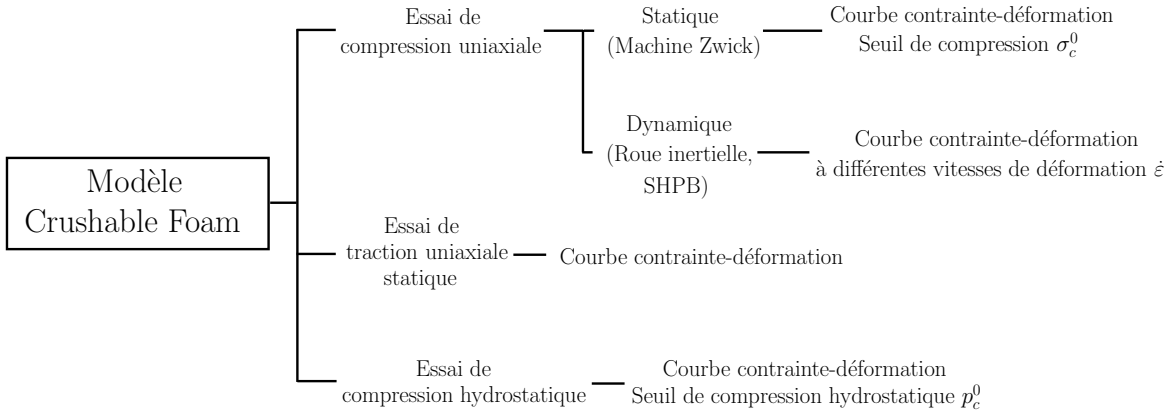 Modèle
Crushable Foam
Essai de
compression uniaxiale
Statique
(Machine Zwick)
Courbe contrainte-déformation
Seuil de compression σ_c^0
Dynamique
(Roue inertielle,
SHPB)
Courbe contrainte-déformation
à différentes vitesses de déformation ε̇
Essai de
traction uniaxiale
statique
Courbe contrainte-déformation
Essai de
compression hydrostatique
Courbe contrainte-déformation
Seuil de compression hydrostatique p_c^0